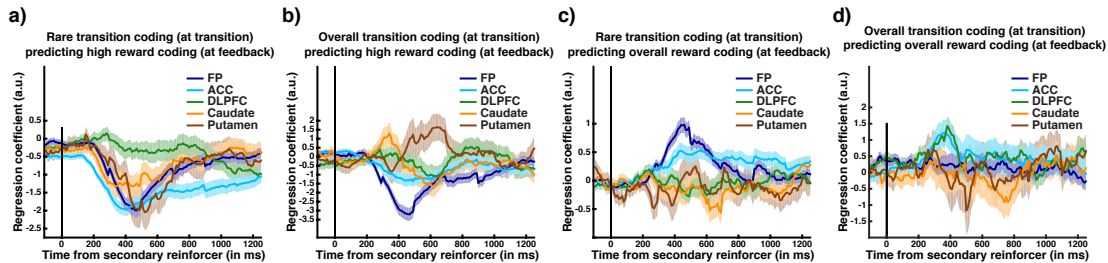 a)
Rare transition coding (at transition)
predicting high reward coding (at feedback)
Regression coefficient (a.u.)
FP
ACC
DLPFC
Caudate
Putamen
0.5
-0.5
-1
-1.5
-2
-2.5
0 200 400 600 800 1000 1200
Time from secondary reinforcer (in ms)
b)
Overall transition coding (at transition)
predicting high reward coding (at feedback)
Regression coefficient (a.u.)
FP
ACC
DLPFC
Caudate
Putamen
2
1.5
0.5
-0.5
-1.5
-2.5
-3.5
0 200 400 600 800 1000 1200
Time from secondary reinforcer (in ms)
c)
Rare transition coding (at transition)
predicting overall reward coding (at feedback)
Regression coefficient (a.u.)
FP
ACC
DLPFC
Caudate
Putamen
1
0.5
0
-0.5
0 200 400 600 800 1000 1200
Time from secondary reinforcer (in ms)
d)
Overall transition coding (at transition)
predicting overall reward coding (at feedback)
Regression coefficient (a.u.)
FP
ACC
DLPFC
Caudate
Putamen
2
1.5
1
0.5
0
-0.5
-1
-1.5
-2
0 200 400 600 800 1000 1200
Time from secondary reinforcer (in ms)